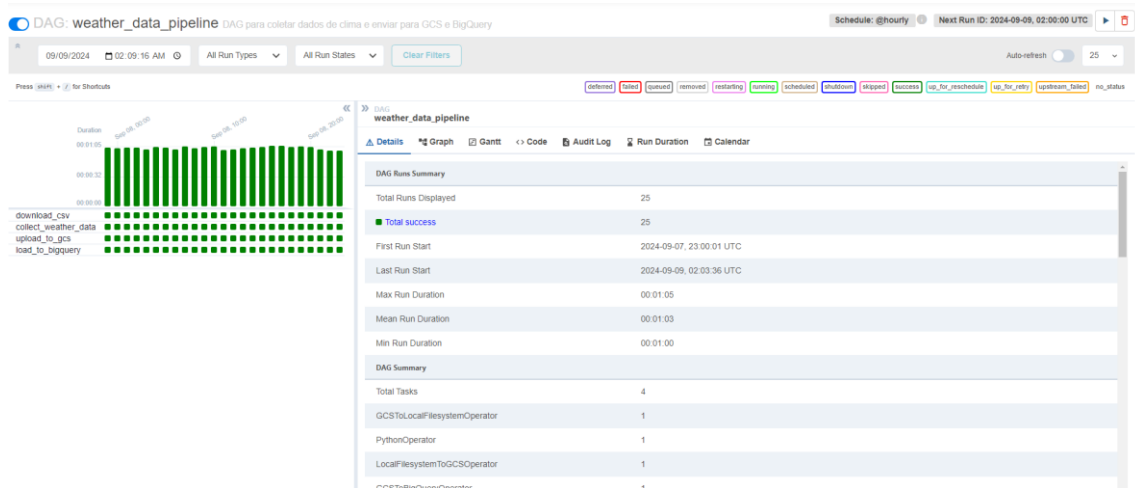 DAG: weather_data_pipeline DAG para coletar dados de clima e enviar para GCS e BigQuery
Schedule: @hourly
Next Run ID: 2024-09-09, 02:00:00 UTC
09/09/2024 02:09:16 AM
All Run Types
All Run States
Clear Filters
Auto-refresh
25
Press shift + / for Shortcuts
deferred failed queued removed restarting running scheduled shutdown skipped success up_for_reschedule up_for_retry upstream_failed no_status
Duration
Sep 08, 00:00
Sep 08, 10:00
Sep 08, 20:00
00:01:05
00:00:32
00:00:00
download_csv
collect_weather_data
upload_to_gcs
load_to_bigquery
DAG
weather_data_pipeline
Details Graph Gantt Code Audit Log Run Duration Calendar
DAG Runs Summary
Total Runs Displayed 25
Total success 25
First Run Start 2024-09-07, 23:00:01 UTC
Last Run Start 2024-09-09, 02:03:36 UTC
Max Run Duration 00:01:05
Mean Run Duration 00:01:03
Min Run Duration 00:01:00
DAG Summary
Total Tasks 4
GCSToLocalFilesystemOperator 1
PythonOperator 1
LocalFilesystemToGCSOperator 1
GCSToBigQueryOperator 1